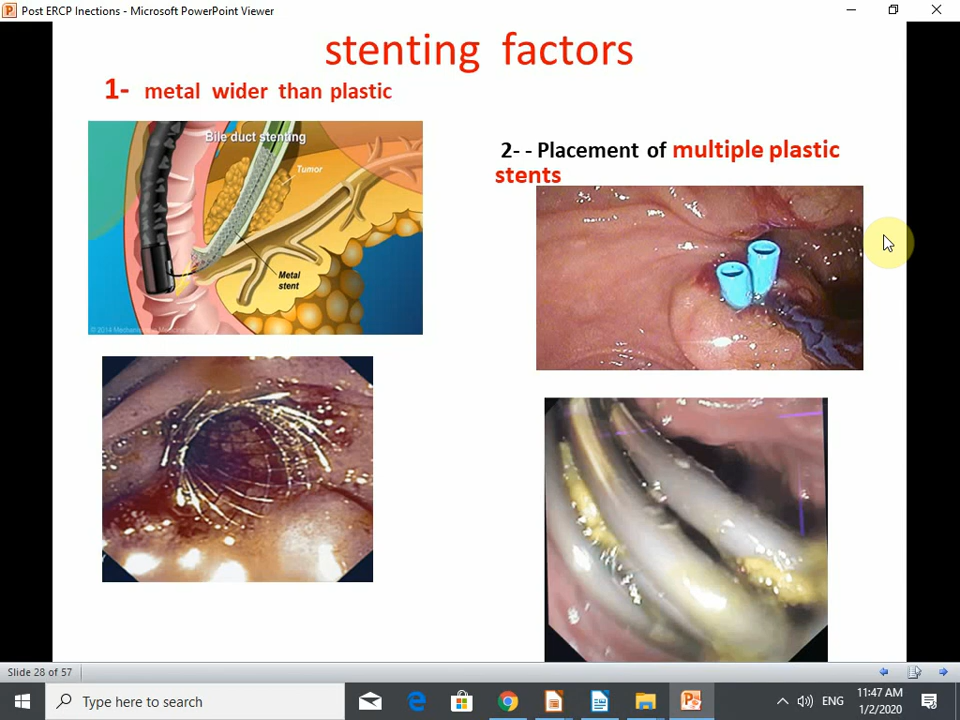 Post ERCP Inections - Microsoft PowerPoint Viewer
stenting factors
1- metal wider than plastic
2- - Placement of multiple plastic
stents
Bile duct stenting
Tumor
Metal
stent
Slide 28 of 57
Type here to search
ENG
11:47 AM
1/2/2020